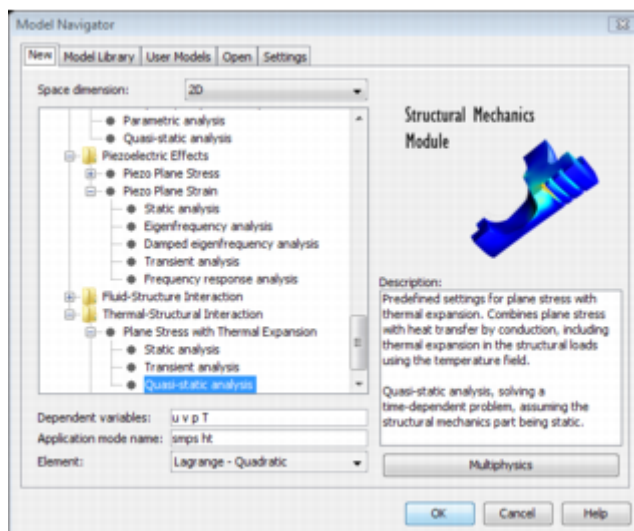 Model Navigator
New Model Library User Models Open Settings
Space dimension: 2D
Parametric analysis
Quasi-static analysis
Piezoelectric Effects
Piezo Plane Stress
Piezo Plane Strain
Static analysis
Eigenfrequency analysis
Damped eigenfrequency analysis
Transient analysis
Frequency response analysis
Fluid-Structure Interaction
Thermal-Structural Interaction
Plane Stress with Thermal Expansion
Static analysis
Transient analysis
Quasi-static analysis
Dependent variables: u v p T
Application mode name: smps ht
Element: Lagrange - Quadratic
Structural Mechanics
Module
Description:
Predefined settings for plane stress with
thermal expansion. Combines plane stress
with heat transfer by conduction, including
thermal expansion in the structural loads
using the temperature field.
Quasi-static analysis, solving a
time-dependent problem, assuming the
structural mechanics part being static.
Multiphysics
OK Cancel Help